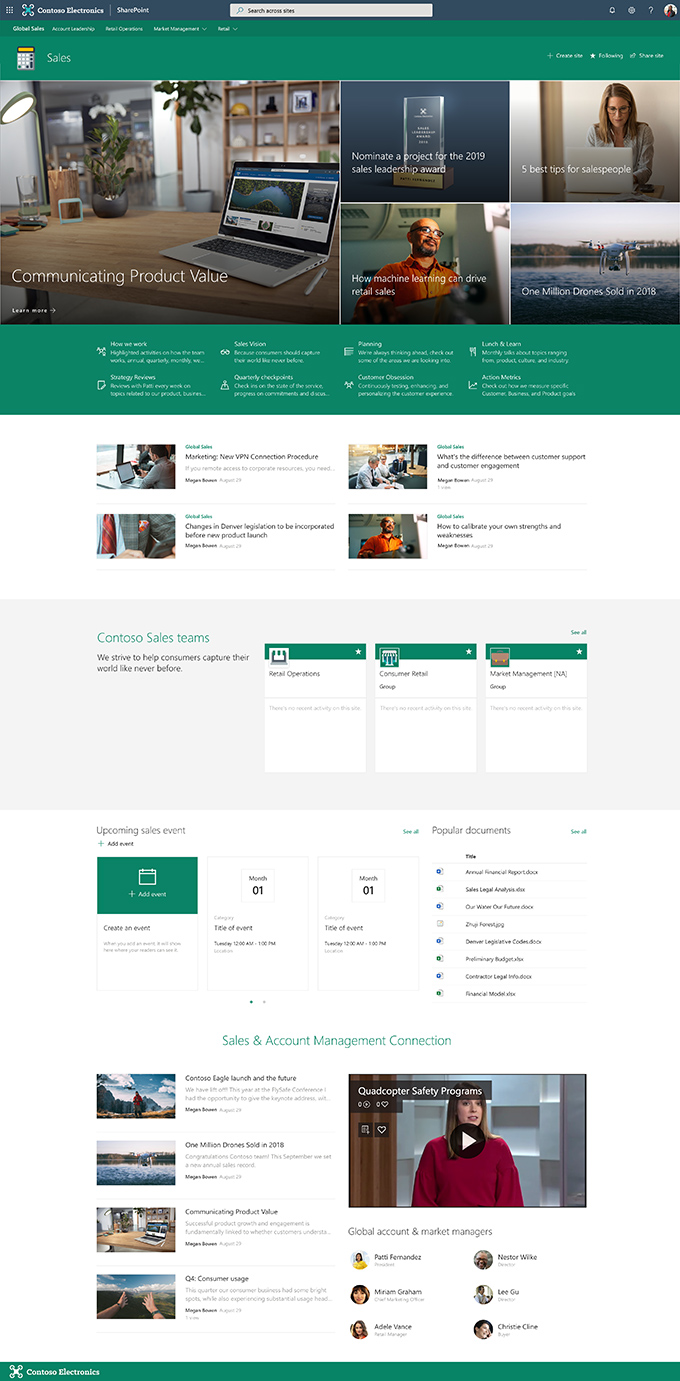 Contoso Electronics
SharePoint
Search across sites
Global Sales
Account Leadership
Retail Operations
Market Management
Retail
Sales
Create site
Following
Share site
Communicating Product Value
Learn more
SALES
LEADERSHIP
AWARD
Nominate a project for the 2019
sales leadership award
5 best tips for salespeople
How machine learning can drive
retail sales
One Million Drones Sold in 2018
How we work
Highlighted activities on how the team
works, annual, quarterly, monthly, we...
Sales Vision
Because consumers should capture
their world like never before.
Planning
We're always thinking ahead, check out
some of the areas we are looking into.
Lunch & Learn
Monthly talks about topics ranging
from, product, culture, and industry.
Strategy Reviews
Reviews with Patti every week on
topics related to our product, busines...
Quarterly checkpoints
Check ins on the state of the service,
progress on commitments and discus...
Customer Obsession
Continuously testing, enhancing, and
personalizing the customer experience.
Action Metrics
Check out how we measure specific
Customer, Business, and Product goals
Global Sales
Marketing: New VPN Connection Procedure
If you remote access to corporate resources, you need...
Megan Bowen August 29
Global Sales
What's the difference between customer support
and customer engagement
Megan Bowen August 29
1 view
Global Sales
Changes in Denver legislation to be incorporated
before new product launch
Megan Bowen August 29
Global Sales
How to calibrate your own strengths and
weaknesses
Megan Bowen August 29
Contoso Sales teams
We strive to help consumers capture their
world like never before.
See all
Retail Operations
There's no recent activity on this site.
Consumer Retail
Group
There's no recent activity on this site.
Market Management [NA]
Group
There's no recent activity on this site.
Upcoming sales event
See all
Add event
Add event
Create an event
When you add an event it will show
here where your readers can see it.
Month
01
Category
Title of event
Tuesday 12:00 AM - 1:00 PM
Location
Month
01
Category
Title of event
Tuesday 12:00 AM - 1:00 PM
Location
Popular documents
See all
Title
Annual Financial Report.docx
Sales Legal Analysis.xlsx
Our Water Our Future.docx
Zhuji Forest.jpg
Denver Legislative Codes.docx
Preliminary Budget.xlsx
Contractor Legal Info.docx
Financial Model.xlsx
Sales & Account Management Connection
Contoso Eagle launch and the future
We have lift off!! This year at the FlySafe Conference I
had the opportunity to give the keynote address, wit...
Megan Bowen August 29
One Million Drones Sold in 2018
Congratulations Contoso team! This September we set
a new annual sales record.
Megan Bowen August 29
Communicating Product Value
Successful product growth and engagement is
fundamentally linked to whether customers understa...
Megan Bowen August 29
Q4: Consumer usage
This quarter our consumer business had some bright
spots, while also experiencing substantial usage head...
Megan Bowen August 29
1 view
Quadcopter Safety Programs
0
0
Global account & market managers
Patti Fernandez
President
Nestor Wilke
Director
Miriam Graham
Chief Marketing Officer
Lee Gu
Director
Adele Vance
Retail Manager
Christie Cline
Buyer
Contoso Electronics